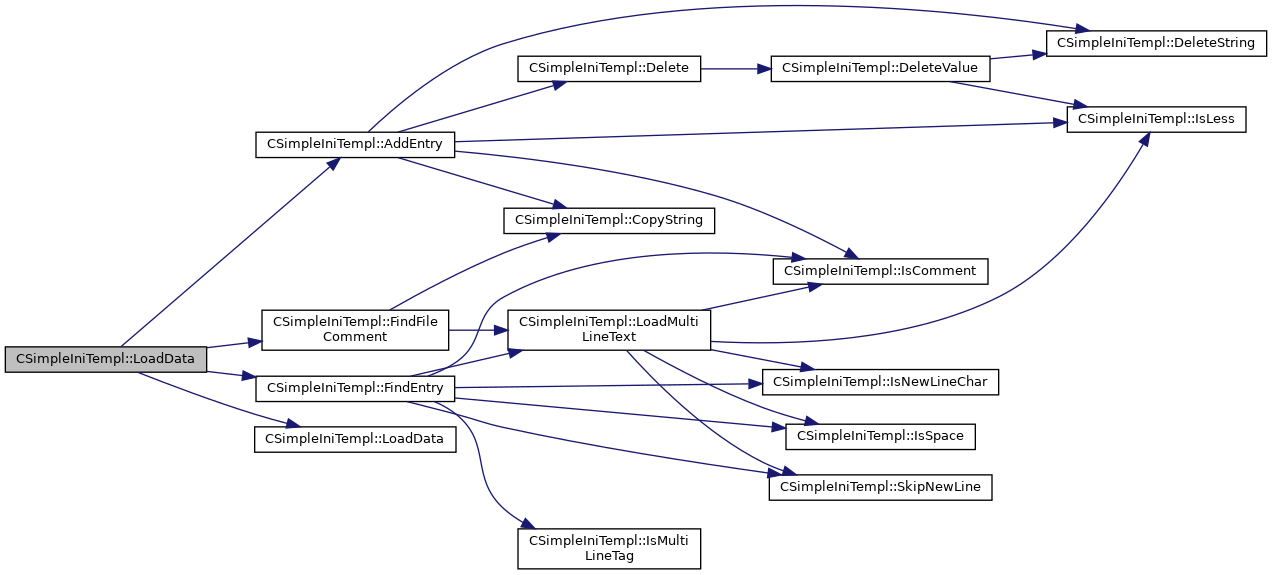 CSimpleIniTempl::DeleteString
CSimpleIniTempl::Delete
CSimpleIniTempl::DeleteValue
CSimpleIniTempl::IsLess
CSimpleIniTempl::AddEntry
CSimpleIniTempl::CopyString
CSimpleIniTempl::IsComment
CSimpleIniTempl::FindFile
Comment
CSimpleIniTempl::LoadMulti
LineText
CSimpleIniTempl::LoadData
CSimpleIniTempl::FindEntry
CSimpleIniTempl::IsNewLineChar
CSimpleIniTempl::LoadData
CSimpleIniTempl::IsSpace
CSimpleIniTempl::SkipNewLine
CSimpleIniTempl::IsMulti
LineTag